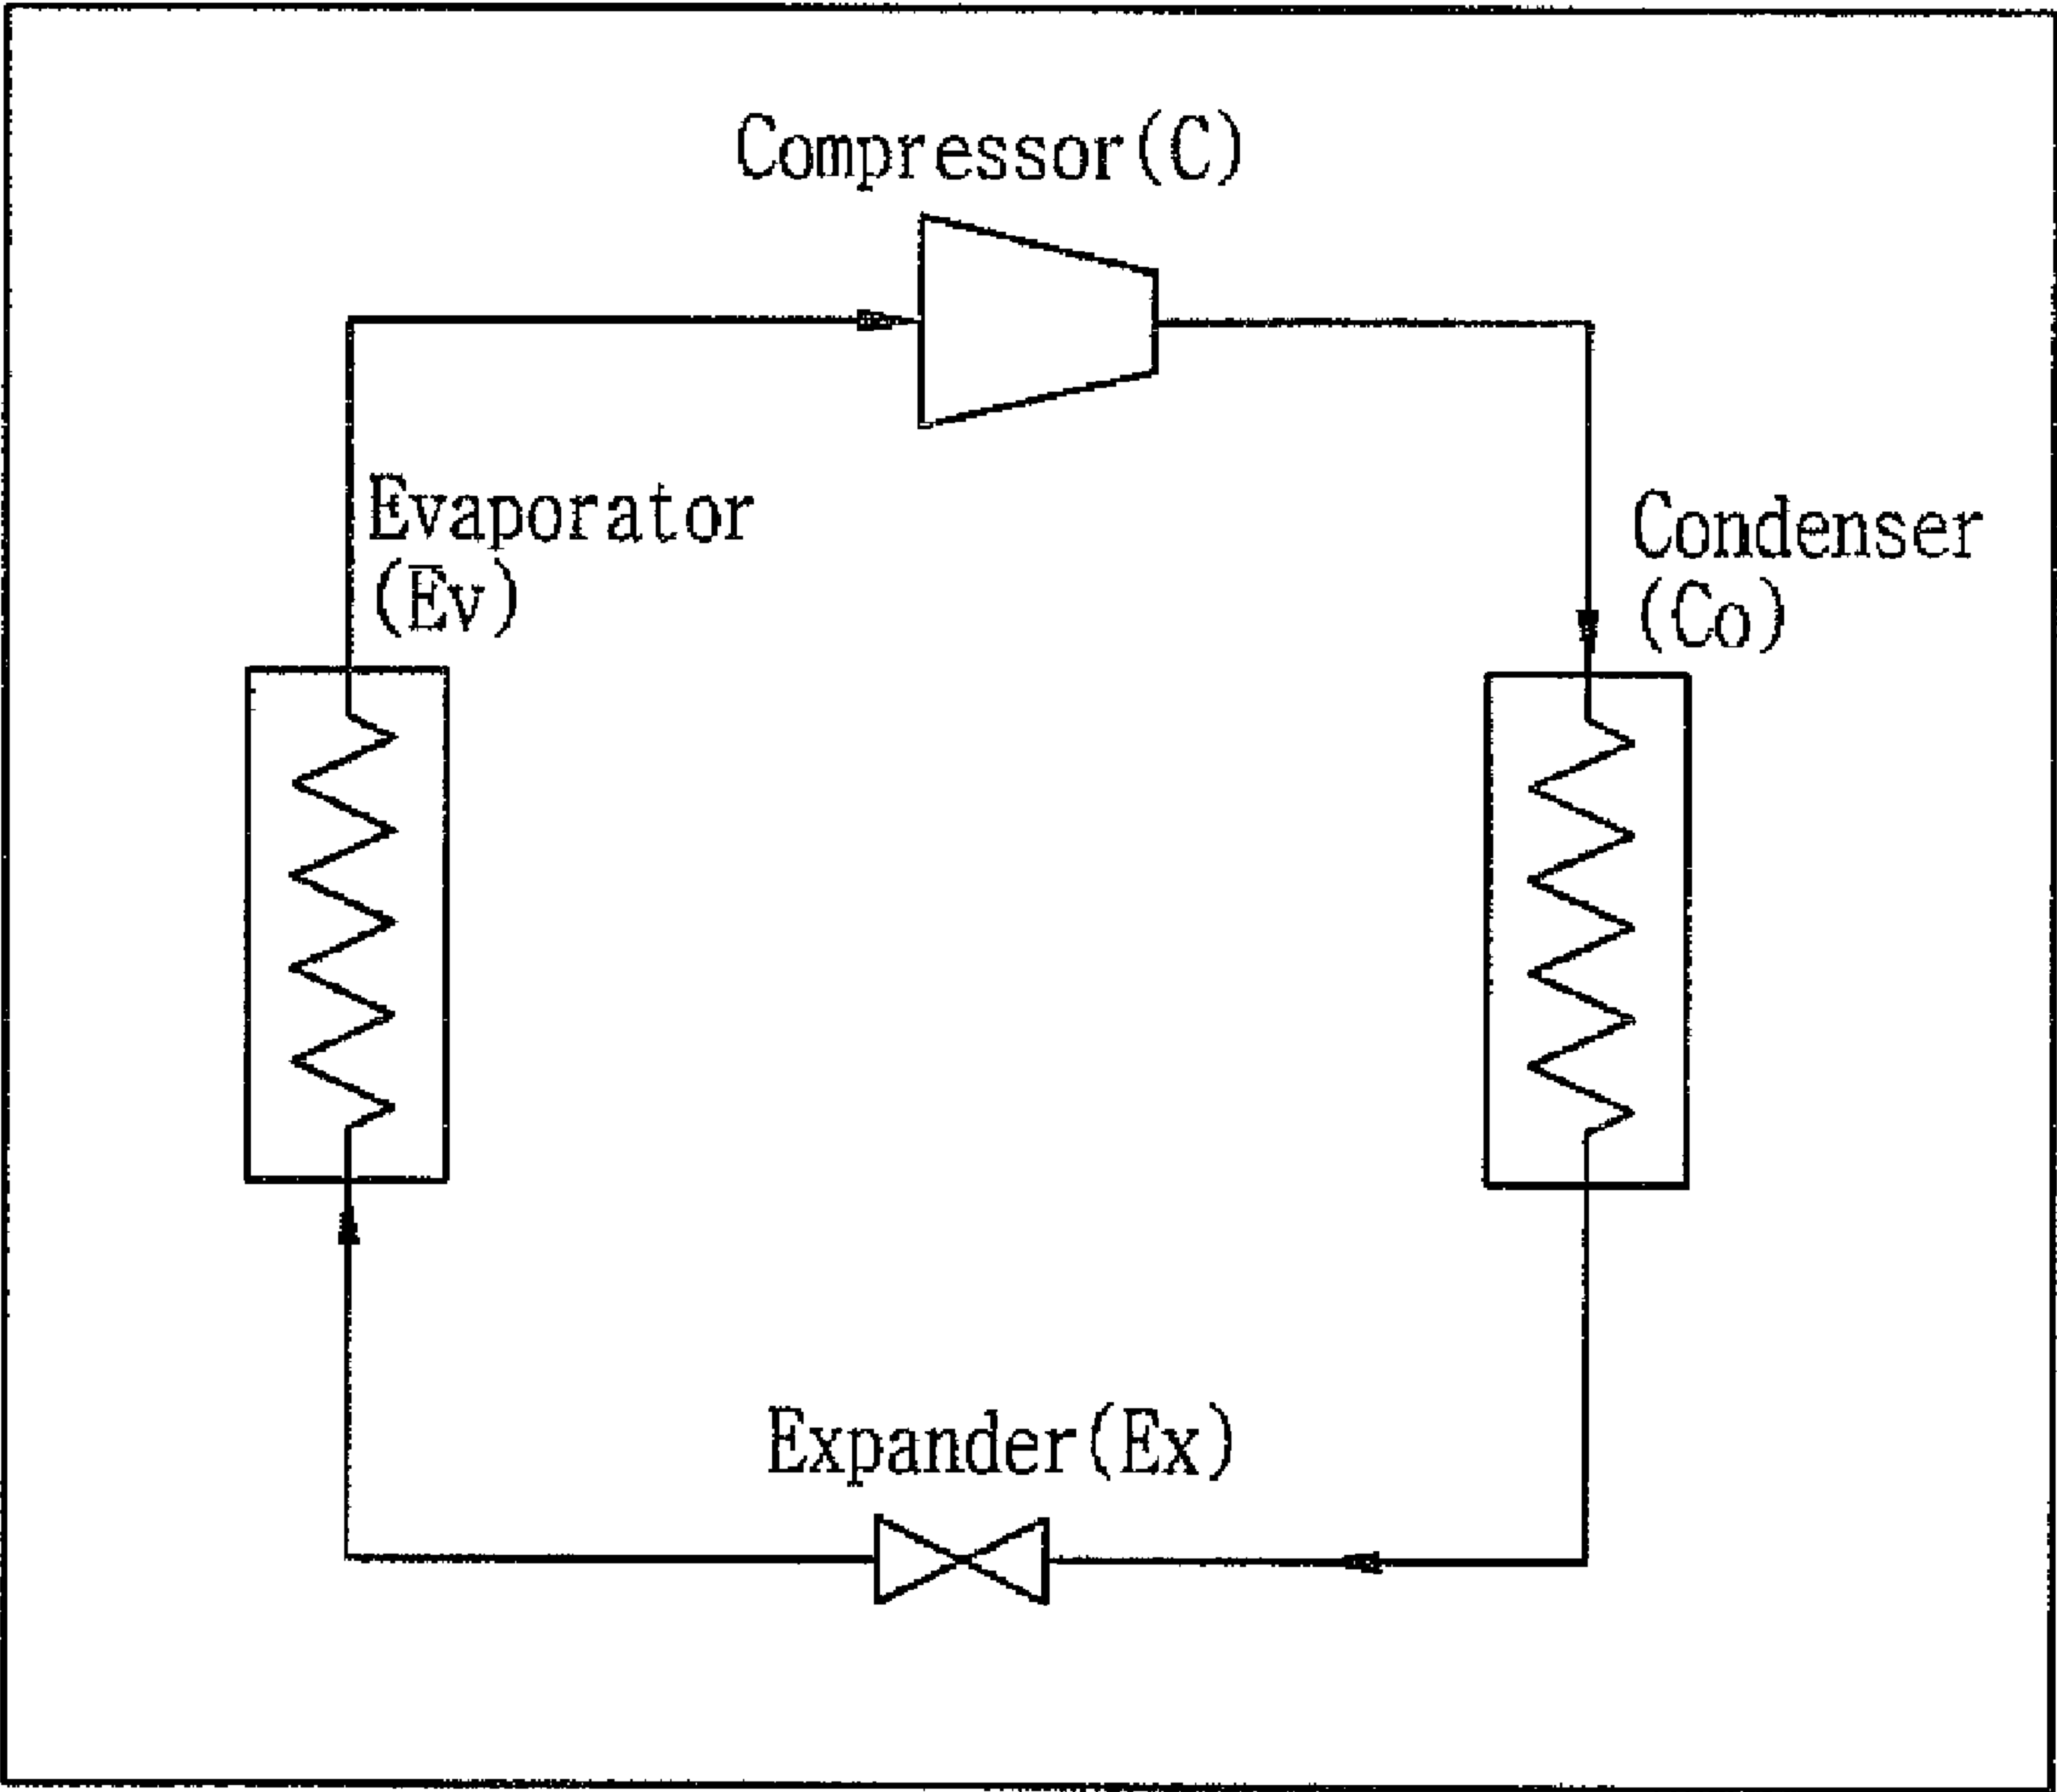 Compressor(C)
Evaporator
(Ev)
Condenser
(Co)
Expander(Ex)